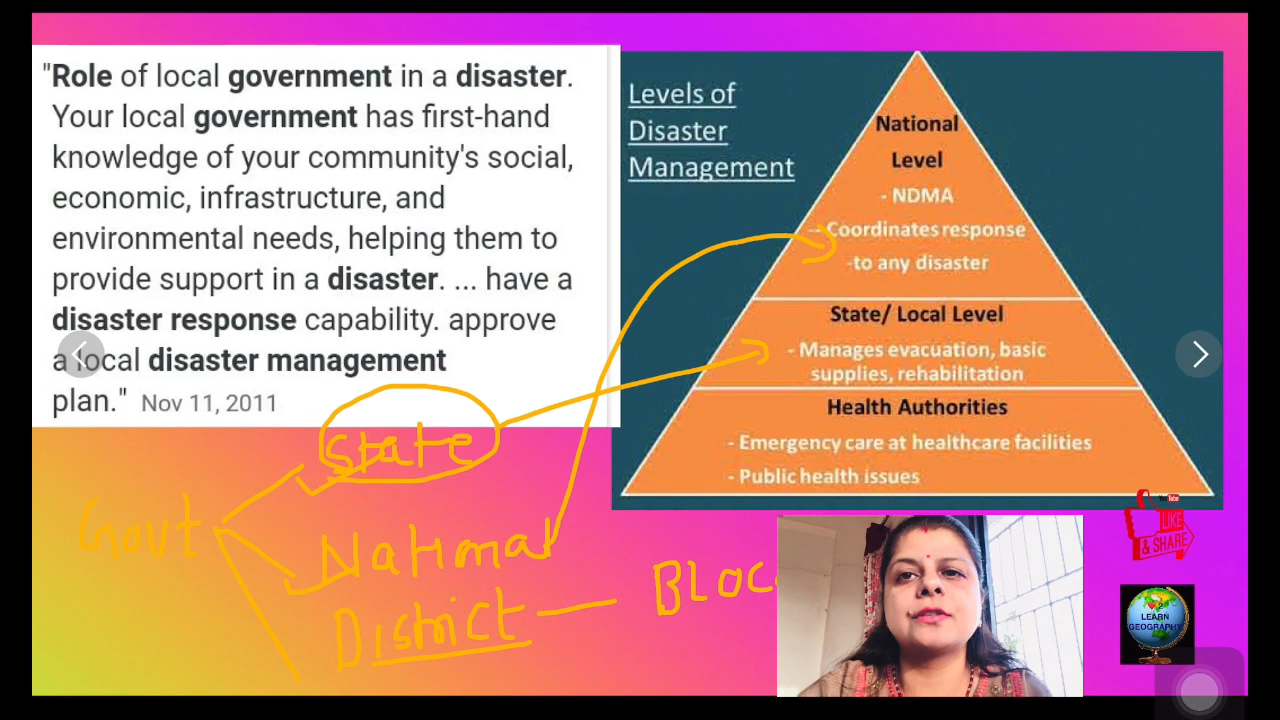 "Role of local government in a disaster.
Your local government has first-hand
knowledge of your community's social,
economic, infrastructure, and
environmental needs, helping them to
provide support in a disaster. ... have a
disaster response capability. approve
a local disaster management
plan." Nov 11, 2011
Levels of
Disaster
Management
National
Level
- NDMA
- Coordinates response
-to any disaster
State/ Local Level
- Manages evacuation, basic
supplies, rehabilitation
Health Authorities
- Emergency care at healthcare facilities
- Public health issues
Govt
State
National
District
YouTube
LIKE
& SHARE
LEARN
GEOGRAPHY